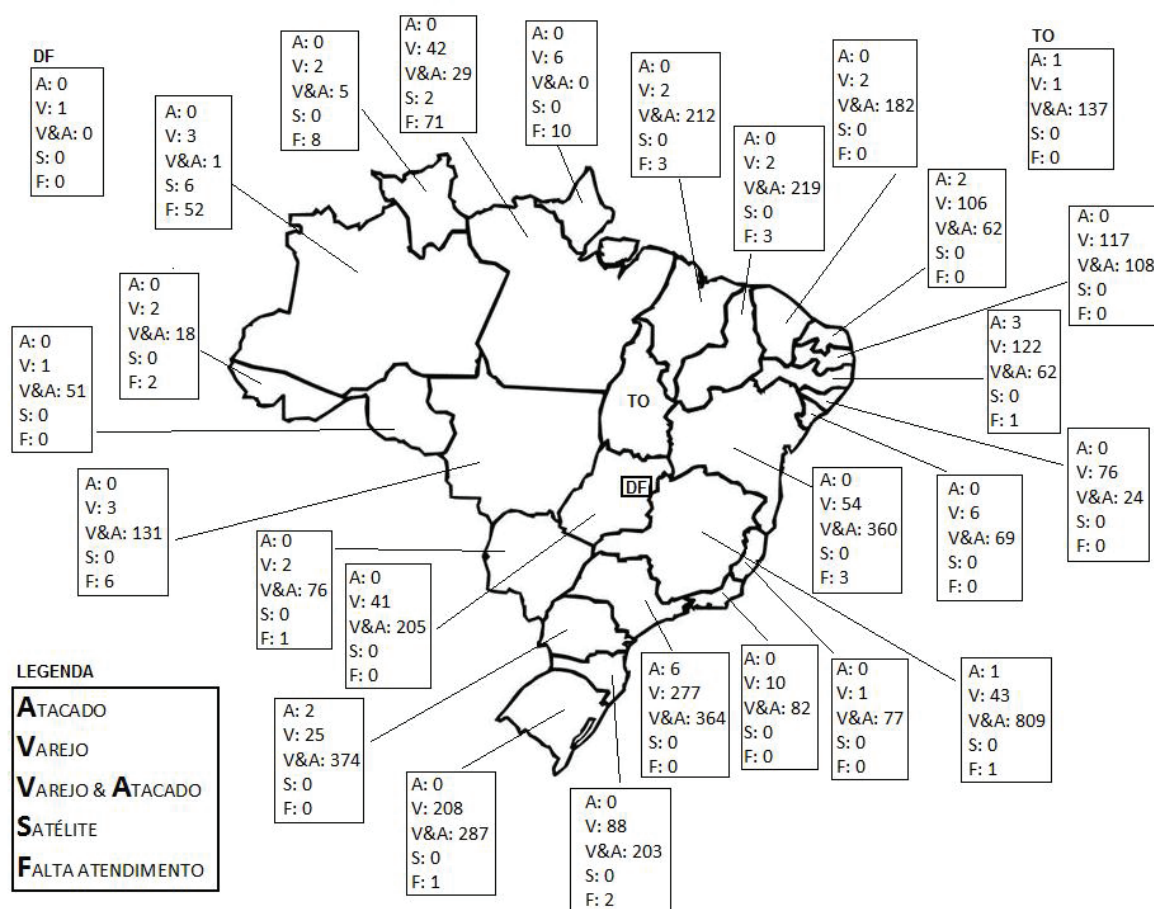 DF
A: 0
V: 1
V&A: 0
S: 0
F: 0
A: 0
V: 3
V&A: 1
S: 6
F: 52
A: 0
V: 2
V&A: 5
S: 0
F: 8
A: 0
V: 42
V&A: 29
S: 2
F: 71
A: 0
V: 6
V&A: 0
S: 0
F: 10
A: 0
V: 2
V&A: 212
S: 0
F: 3
A: 0
V: 2
V&A: 219
S: 0
F: 3
A: 0
V: 2
V&A: 182
S: 0
F: 0
TO
A: 1
V: 1
V&A: 137
S: 0
F: 0
A: 2
V: 106
V&A: 62
S: 0
F: 0
A: 0
V: 117
V&A: 108
S: 0
F: 0
A: 0
V: 2
V&A: 18
S: 0
F: 2
A: 0
V: 1
V&A: 51
S: 0
F: 0
A: 3
V: 122
V&A: 62
S: 0
F: 1
TO
DF
A: 0
V: 76
V&A: 24
S: 0
F: 0
A: 0
V: 3
V&A: 131
S: 0
F: 6
A: 0
V: 54
V&A: 360
S: 0
F: 3
A: 0
V: 6
V&A: 69
S: 0
F: 0
A: 0
V: 2
V&A: 76
S: 0
F: 1
A: 0
V: 41
V&A: 205
S: 0
F: 0
A: 6
V: 277
V&A: 364
S: 0
F: 0
A: 0
V: 10
V&A: 82
S: 0
F: 0
A: 0
V: 1
V&A: 77
S: 0
F: 0
A: 1
V: 43
V&A: 809
S: 0
F: 1
A: 2
V: 25
V&A: 374
S: 0
F: 0
A: 0
V: 208
V&A: 287
S: 0
F: 1
A: 0
V: 88
V&A: 203
S: 0
F: 2
LEGENDA
ATACADO
VAREJO
VAREJO & ATACADO
SATÉLITE
FALTA ATENDIMENTO